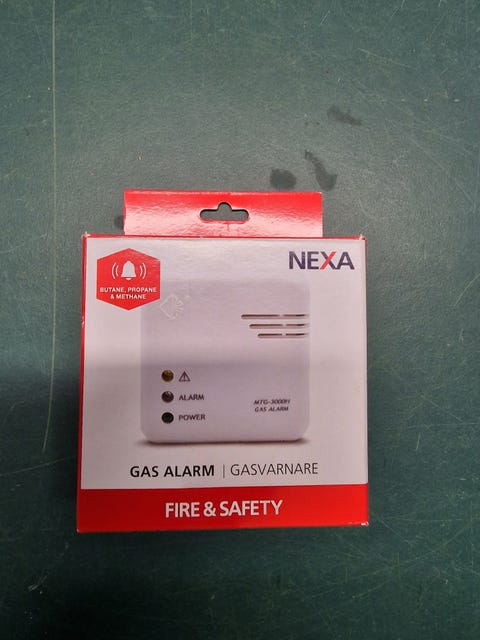 NEXA
BUTANE, PROPANE
& METHANE
ALARM
POWER
MTG-3000H
GAS ALARM
GAS ALARM | GASVARNARE
FIRE & SAFETY